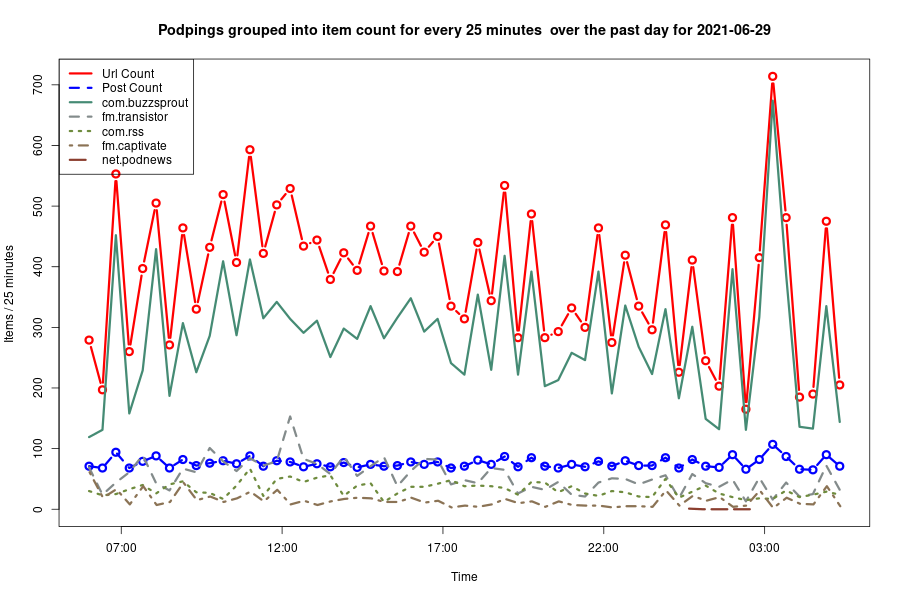 Podpings grouped into item count for every 25 minutes  over the past day for 2021-06-29
Url Count
Post Count
com.buzzsprout
fm.transistor
com.rss
fm.captivate
net.podnews
700
600
500
400
300
200
100
0
Items / 25 minutes
07:00
12:00
17:00
22:00
03:00
Time